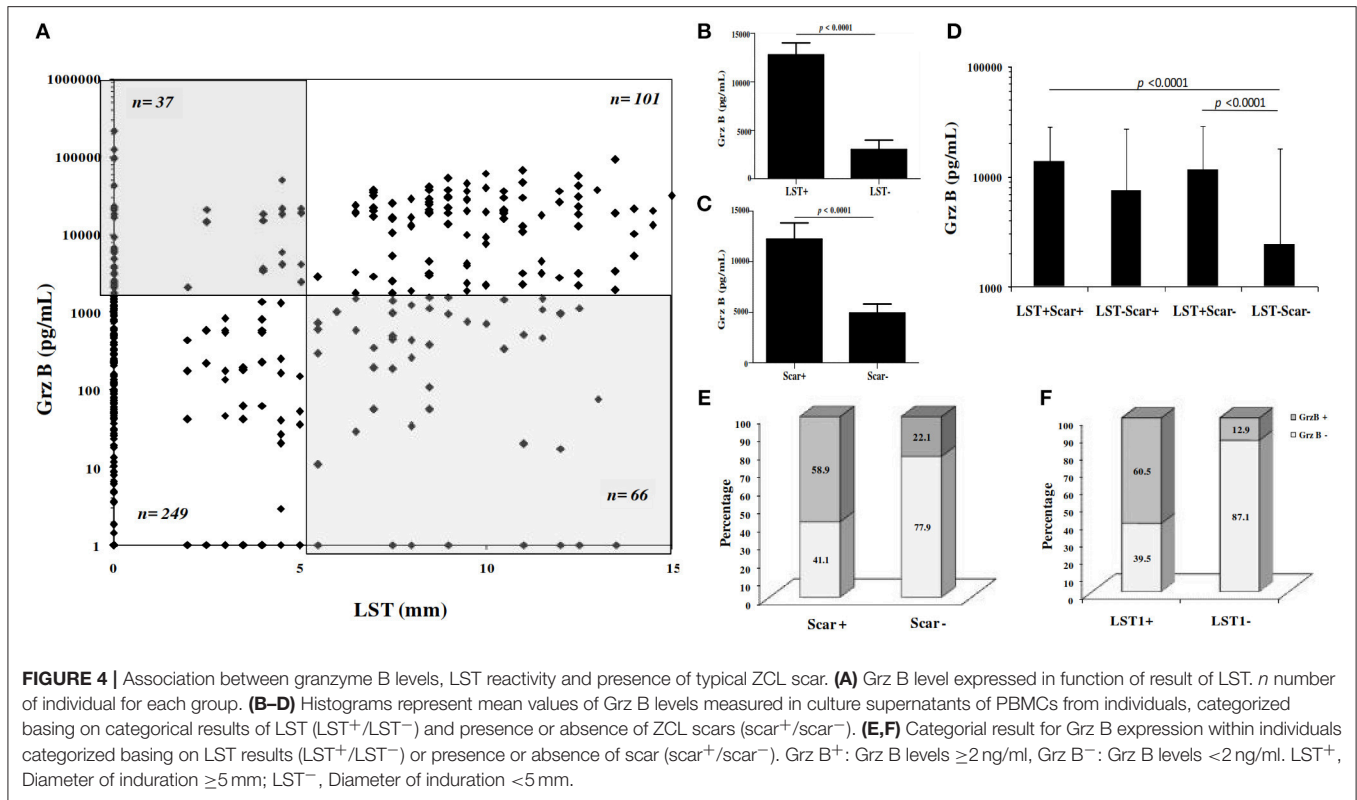 A
Grz B (pg/mL)
1000000
100000
10000
1000
100
10
1
n= 37
n= 101
n= 249
n= 66
0
5
10
15
LST (mm)
B
p < 0.0001
Grz B (pg/mL)
15000
10000
5000
0
LST+
LST-
C
p < 0.0001
Grz B (pg/mL)
15000
10000
5000
0
Scar+
Scar-
D
p <0.0001
p <0.0001
Grz B (pg/mL)
100000
10000
1000
LST+Scar+
LST-Scar+
LST+Scar-
LST-Scar-
E
Percentage
100
90
80
70
60
50
40
30
20
10
0
58.9
41.1
22.1
77.9
Scar +
Scar -
F
Percentage
100
90
80
70
60
50
40
30
20
10
0
60.5
39.5
12.9
87.1
LST1+
LST1-
GrzB +
Grz B -
FIGURE 4 | Association between granzyme B levels, LST reactivity and presence of typical ZCL scar. (A) Grz B level expressed in function of result of LST. n number
of individual for each group. (B–D) Histograms represent mean values of Grz B levels measured in culture supernatants of PBMCs from individuals, categorized
basing on categorical results of LST (LST+/LST−) and presence or absence of ZCL scars (scar+/scar−). (E,F) Categorial result for Grz B expression within individuals
categorized basing on LST results (LST+/LST−) or presence or absence of scar (scar+/scar−). Grz B+: Grz B levels ≥2 ng/ml, Grz B−: Grz B levels <2 ng/ml. LST+,
Diameter of induration ≥5 mm; LST−, Diameter of induration <5 mm.